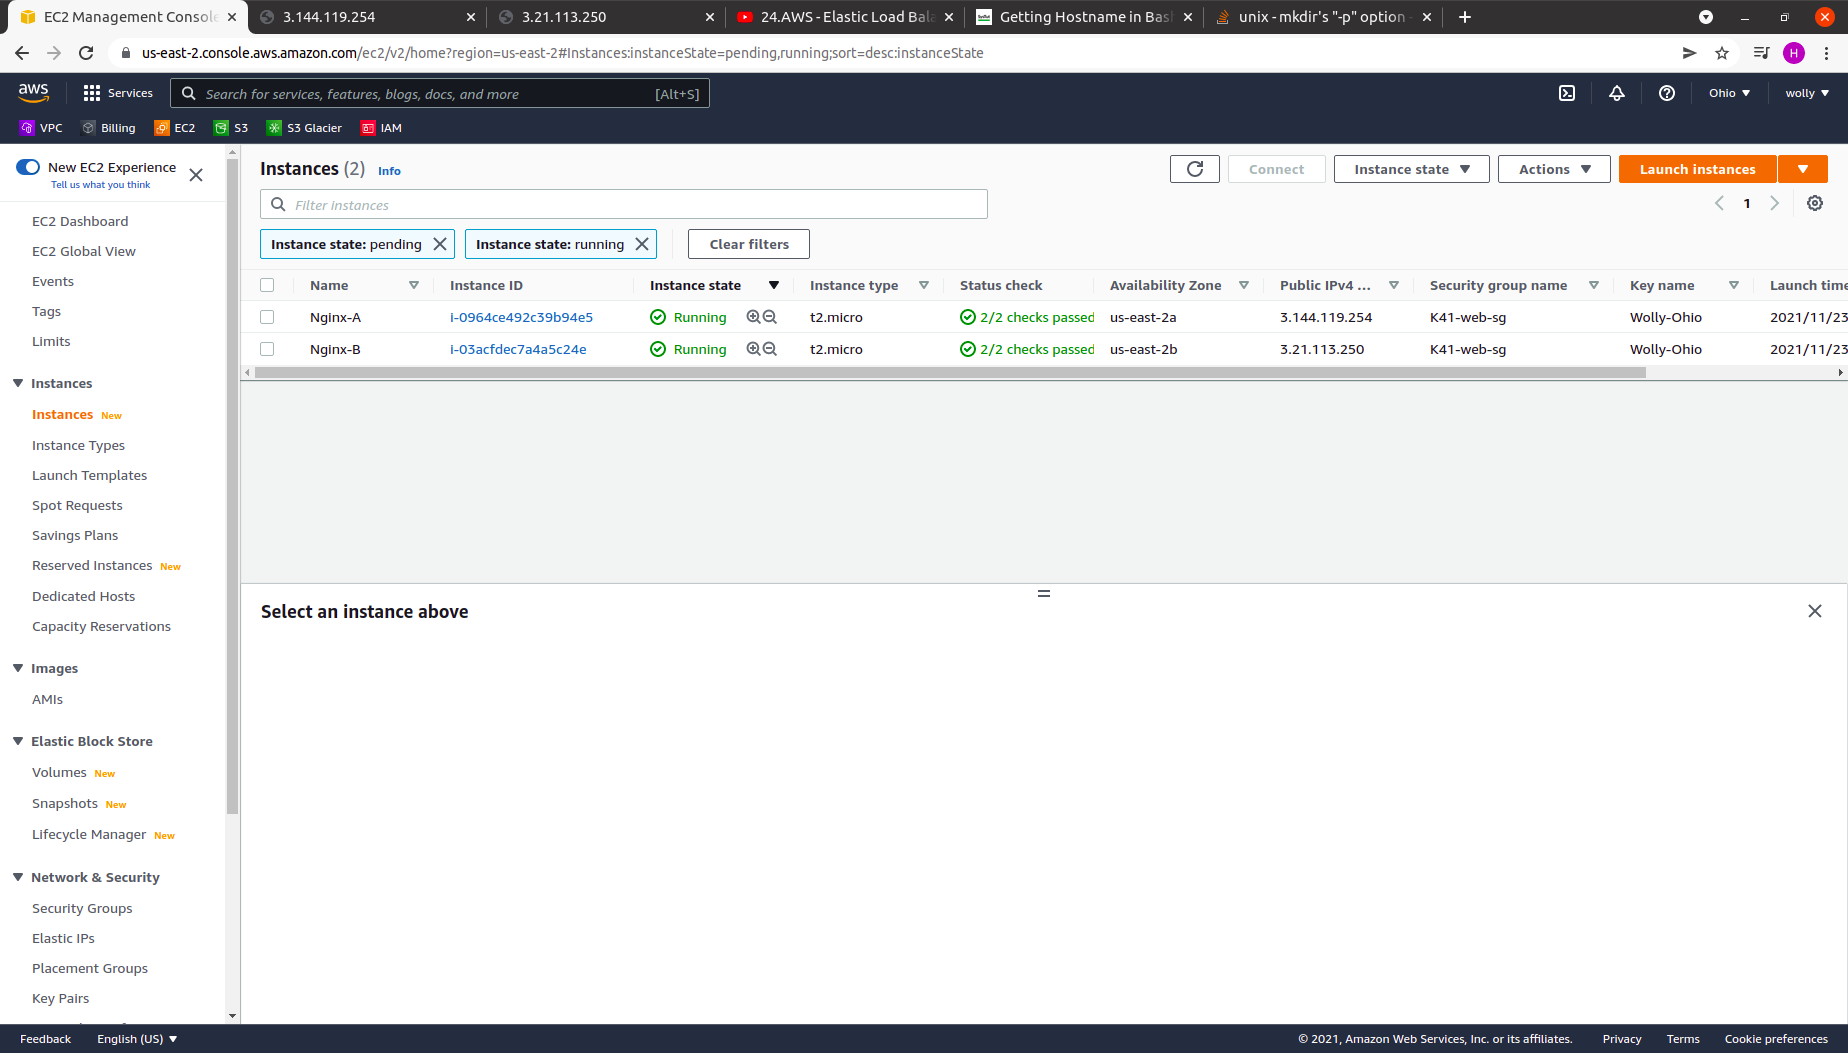 EC2 Management Console
3.144.119.254
3.21.113.250
24.AWS - Elastic Load Bala
Getting Hostname in Bas
unix - mkdir's "-p" option -
us-east-2.console.aws.amazon.com/ec2/v2/home?region=us-east-2#Instances:instanceState=pending,running;sort=desc:instanceState
H
aws
Services
Search for services, features, blogs, docs, and more
[Alt+S]
Ohio
wolly
VPC
Billing
EC2
S3
S3 Glacier
IAM
New EC2 Experience
Tell us what you think
EC2 Dashboard
EC2 Global View
Events
Tags
Limits
Instances
Instances New
Instance Types
Launch Templates
Spot Requests
Savings Plans
Reserved Instances New
Dedicated Hosts
Capacity Reservations
Images
AMIs
Elastic Block Store
Volumes New
Snapshots New
Lifecycle Manager New
Network & Security
Security Groups
Elastic IPs
Placement Groups
Key Pairs
Instances (2) Info
Connect
Instance state
Actions
Launch instances
Filter instances
1
Instance state: pending
Instance state: running
Clear filters
Name Instance ID Instance state Instance type Status check Availability Zone Public IPv4 ... Security group name Key name Launch time
Nginx-A i-0964ce492c39b94e5 Running t2.micro 2/2 checks passed us-east-2a 3.144.119.254 K41-web-sg Wolly-Ohio 2021/11/23
Nginx-B i-03acfdec7a4a5c24e Running t2.micro 2/2 checks passed us-east-2b 3.21.113.250 K41-web-sg Wolly-Ohio 2021/11/23
Select an instance above
Feedback
English (US)
© 2021, Amazon Web Services, Inc. or its affiliates.
Privacy
Terms
Cookie preferences